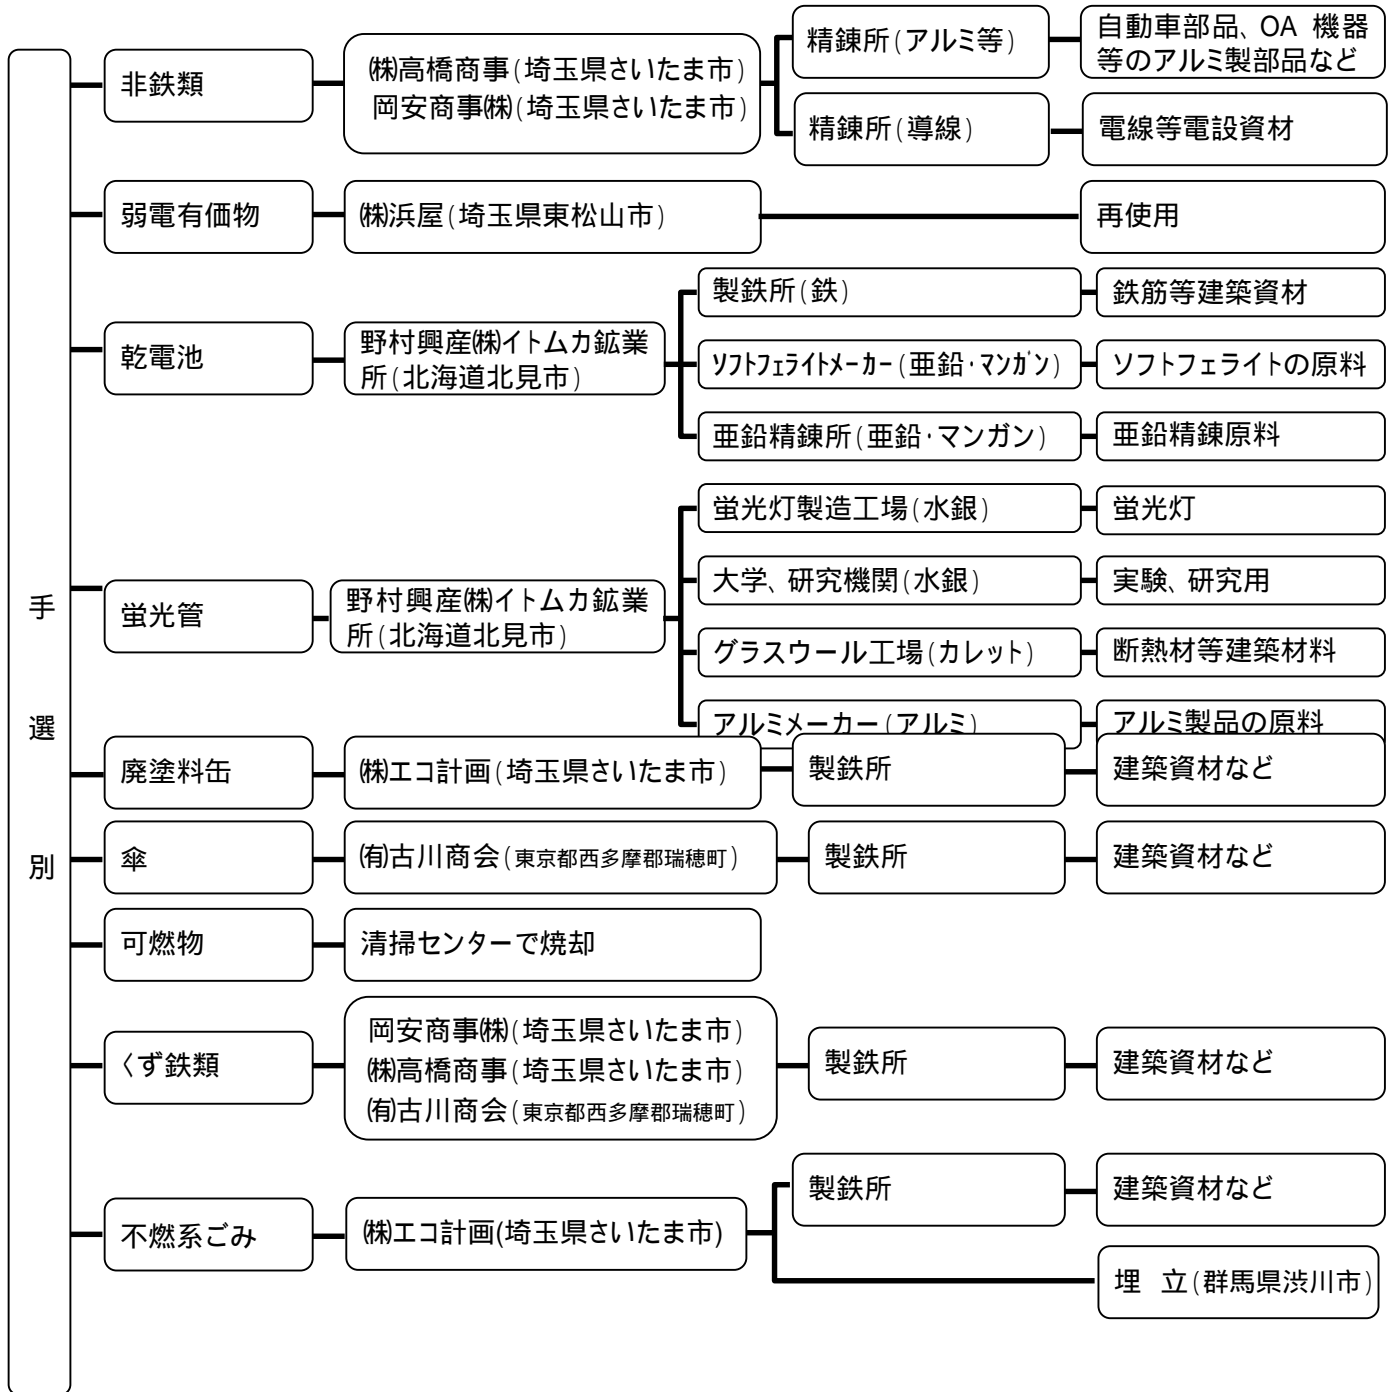 手選別
非鉄類
㈱高橋商事(埼玉県さいたま市)
岡安商事㈱(埼玉県さいたま市)
精錬所(アルミ等)
自動車部品、OA 機器
等のアルミ製部品など
精錬所(導線)
電線等電設資材
弱電有価物
㈱浜屋(埼玉県東松山市)
再使用
乾電池
野村興産㈱イトムカ鉱業
所(北海道北見市)
製鉄所(鉄)
鉄筋等建築資材
ソフトフェライトメーカー(亜鉛・マンガン)
ソフトフェライトの原料
亜鉛精錬所(亜鉛・マンガン)
亜鉛精錬原料
蛍光管
野村興産㈱イトムカ鉱業
所(北海道北見市)
蛍光灯製造工場(水銀)
蛍光灯
大学、研究機関(水銀)
実験、研究用
グラスウール工場(カレット)
断熱材等建築材料
アルミメーカー(アルミ)
アルミ製品の原料
廃塗料缶
㈱エコ計画(埼玉県さいたま市)
製鉄所
建築資材など
傘
㈲古川商会(東京都西多摩郡瑞穂町)
製鉄所
建築資材など
可燃物
清掃センターで焼却
くず鉄類
岡安商事㈱(埼玉県さいたま市)
㈱高橋商事(埼玉県さいたま市)
㈲古川商会(東京都西多摩郡瑞穂町)
製鉄所
建築資材など
不燃系ごみ
㈱エコ計画(埼玉県さいたま市)
製鉄所
建築資材など
埋 立(群馬県渋川市)